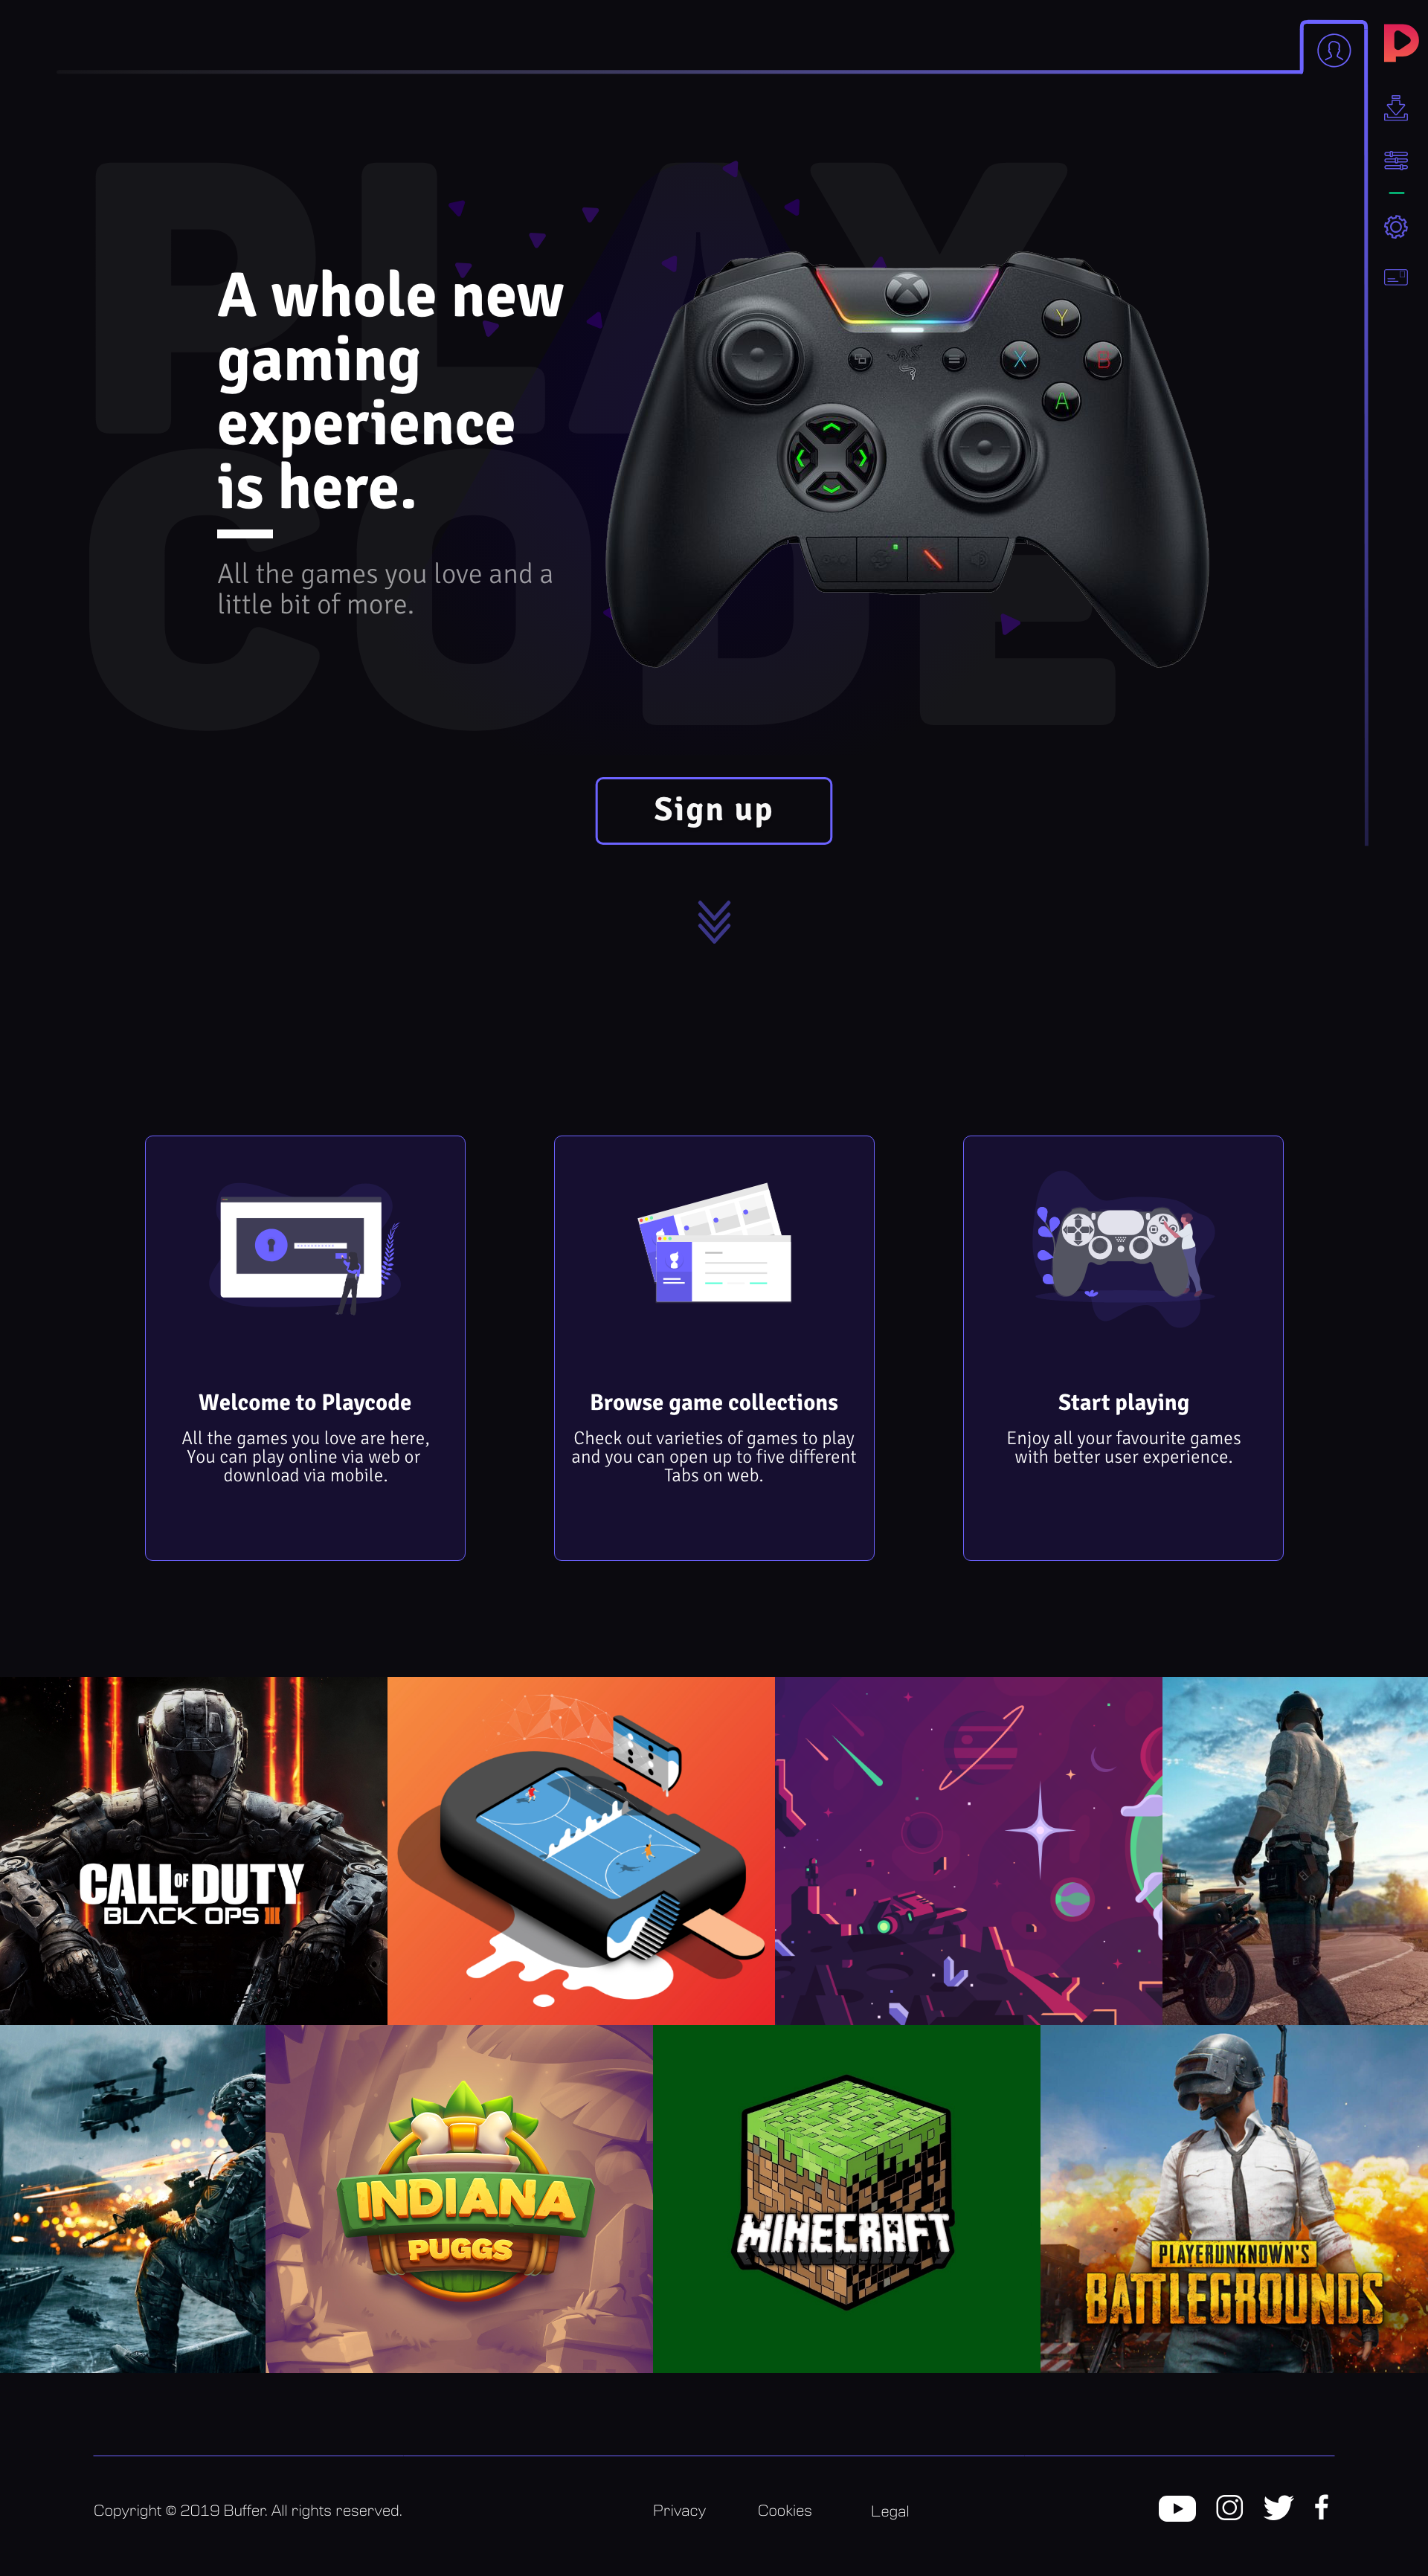 PLAY
CODE
A whole new
gaming
experience
is here.
All the games you love and a
little bit of more.
Y
X
B
A
Sign up
Welcome to Playcode
All the games you love are here,
You can play online via web or
download via mobile.
Browse game collections
Check out varieties of games to play
and you can open up to five different
Tabs on web.
Start playing
Enjoy all your favourite games
with better user experience.
CALL OF DUTY
BLACK OPS III
INDIANA
PUGGS
MINECRAFT
PLAYERUNKNOWN'S
BATTLEGROUNDS
Copyright © 2019 Buffer. All rights reserved.
Privacy
Cookies
Legal